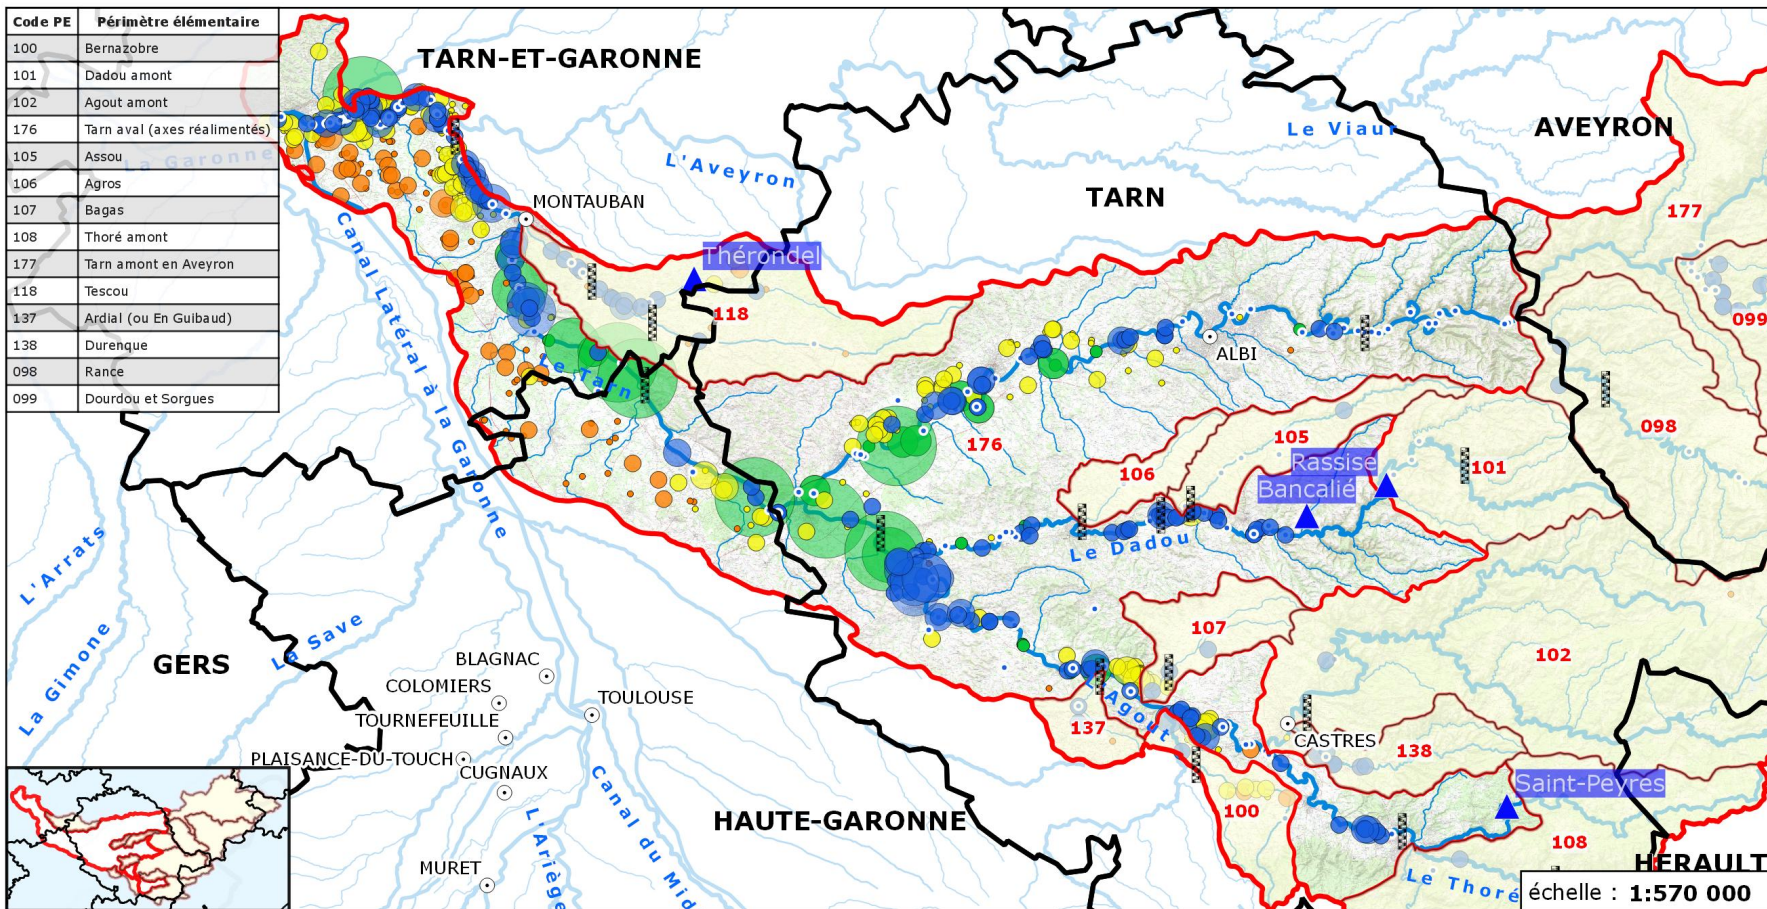 Code PE Périmètre élémentaire
100 Bernazobre
101 Dadou amont
102 Agout amont
176 Tarn aval (axes réalimentés)
105 Assou
106 Agros
107 Bagas
108 Thoré amont
177 Tarn amont en Aveyron
118 Tescou
137 Ardial (ou En Guibaud)
138 Durenque
098 Rance
099 Dourdou et Sorgues
TARN-ET-GARONNE
Le Viaur
AVEYRON
La Garonne
L'Aveyron
TARN
MONTAUBAN
177
Canal Latéral à la Garonne
Thérondel
118
099
ALBI
Le Tarn
176
105
098
106
Rassise
101
Bancalié
L'Arrats
Le Dadou
La Gimone
La Save
107
GERS
BLAGNAC
102
COLOMIERS
TOULOUSE
TOURNEFEUILLE
137
L'Agout
CASTRES
138
PLAISANCE-DU-TOUCH
CUGNAUX
Saint-Peyres
Canal du Mid
L'Ariège
HAUTE-GARONNE
100
108
MURET
HERAULT
Le Thoré
échelle : 1:570 000